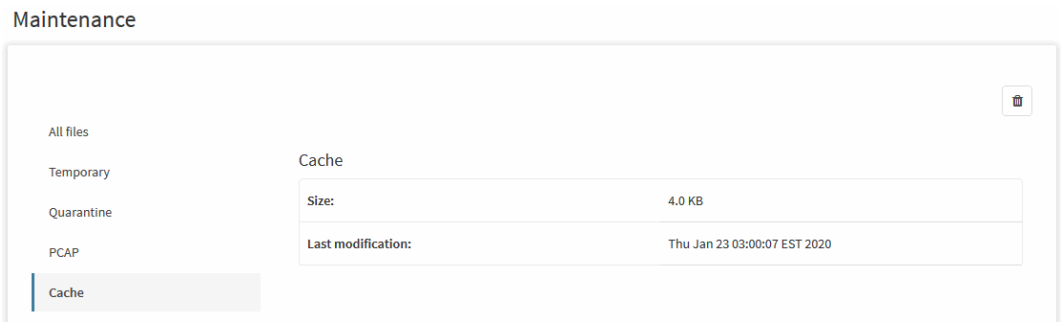 Maintenance
All files
Temporary
Quarantine
PCAP
Cache
Cache
Size: 4.0 KB
Last modification: Thu Jan 23 03:00:07 EST 2020